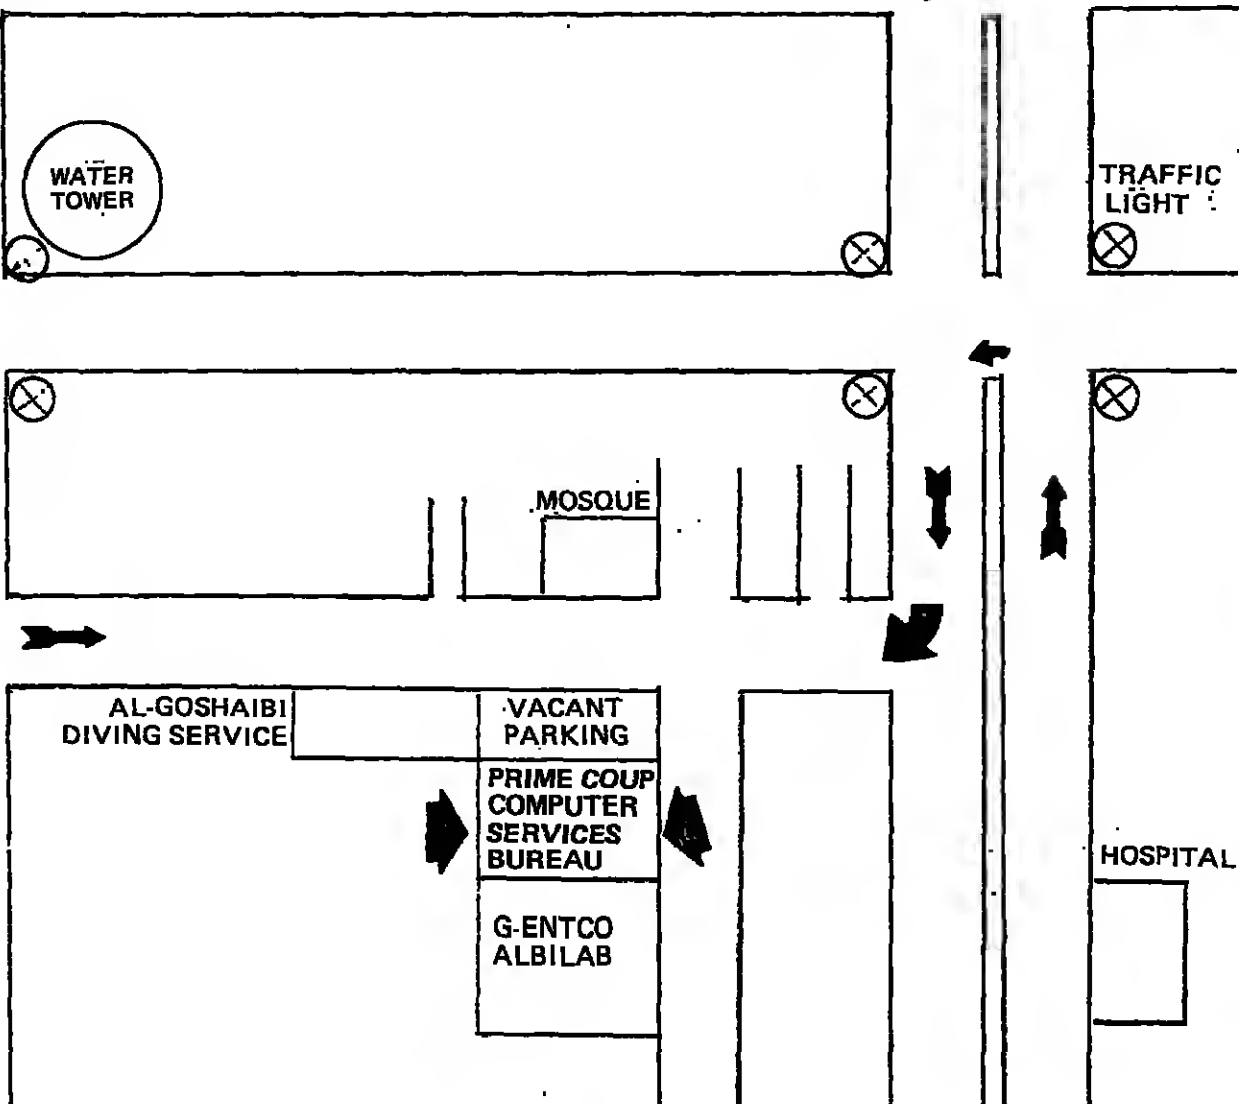 WATER
TOWER
TRAFFIC
LIGHT
MOSQUE
AL-GOSHAIBI
DIVING SERVICE
VACANT
PARKING
PRIME COUP
COMPUTER
SERVICES
BUREAU
HOSPITAL
G-ENTCO
ALBILAB